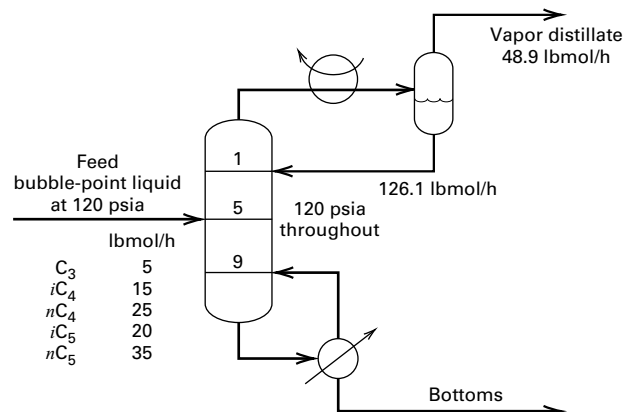 Vapor distillate
48.9 lbmol/h
1
Feed
bubble-point liquid
at 120 psia
126.1 lbmol/h
5
120 psia
throughout
lbmol/h
9
C3 5
iC4 15
nC4 25
iC5 20
nC5 35
Bottoms